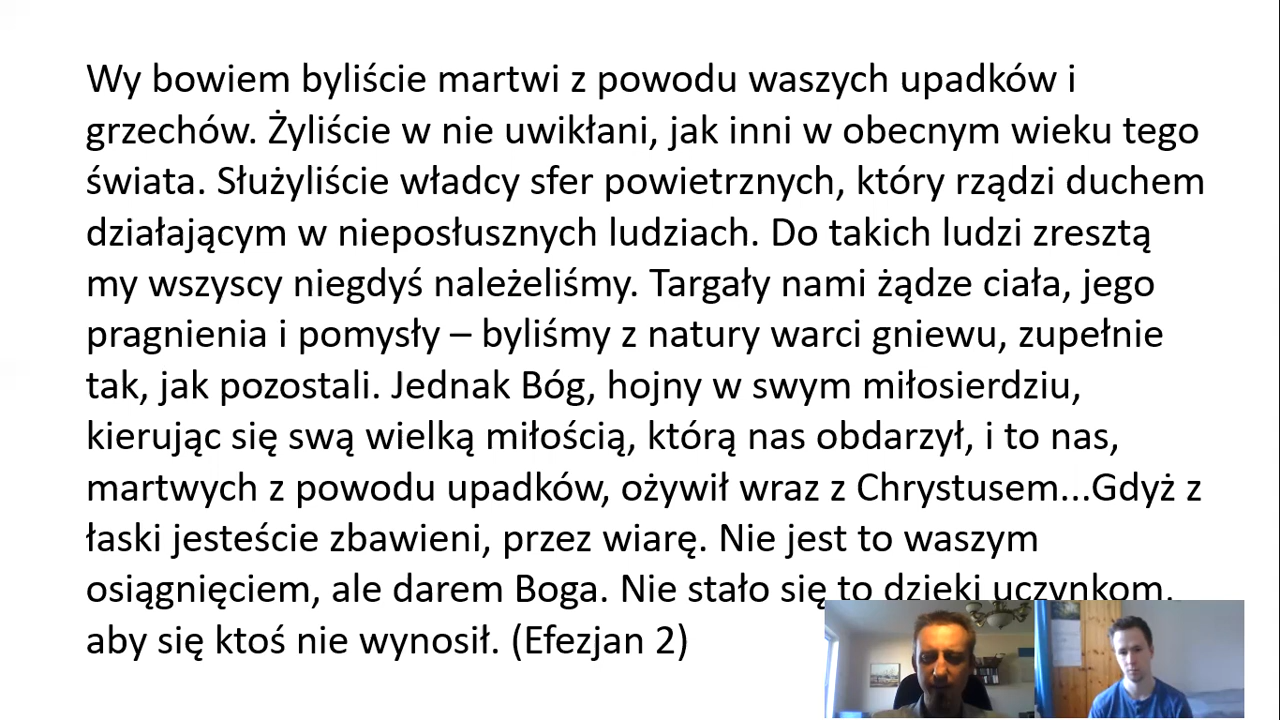 Wy bowiem byliście martwi z powodu waszych upadków i
grzechów. Żyliście w nie uwikłani, jak inni w obecnym wieku tego
świata. Służyliście władcy sfer powietrznych, który rządzi duchem
działającym w nieposłusznych ludziach. Do takich ludzi zresztą
my wszyscy niegdyś należeliśmy. Targały nami żądze ciała, jego
pragnienia i pomysły – byliśmy z natury warci gniewu, zupełnie
tak, jak pozostali. Jednak Bóg, hojny w swym miłosierdziu,
kierując się swą wielką miłością, którą nas obdarzył, i to nas,
martwych z powodu upadków, ożywił wraz z Chrystusem...Gdyż z
łaski jesteście zbawieni, przez wiarę. Nie jest to waszym
osiągnięciem, ale darem Boga. Nie stało się to dzięki uczynkom,
aby się ktoś nie wynosił. (Efezjan 2)